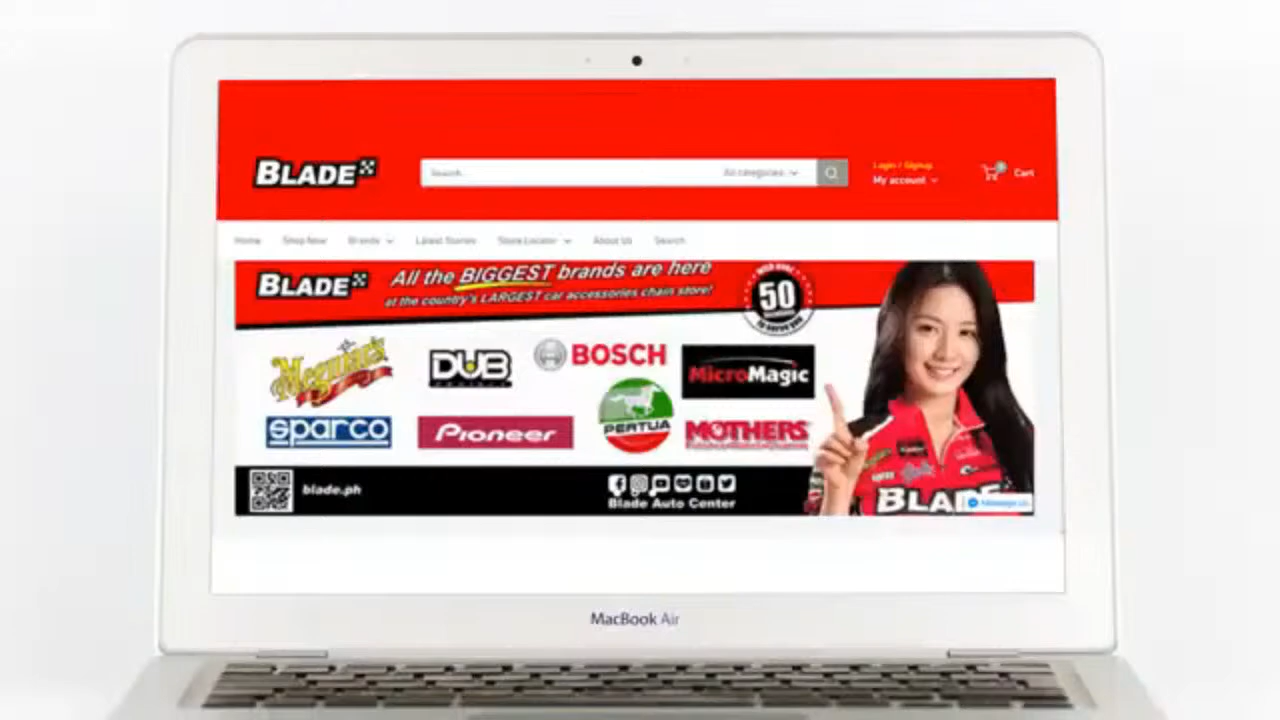 BLADE
Search...
All categories
Login / Signup
My account
Cart
Home
Shop Now
Brands
Latest Stories
Store Locator
About Us
Search
BLADE
All the BIGGEST brands are here
at the country's LARGEST car accessories chain store!
50
Meguiar's
DUB
BOSCH
MicroMagic
sparco
Pioneer
PERTUA
MOTHERS
blade.ph
Blade Auto Center
BLADE
Message Us
MacBook Air